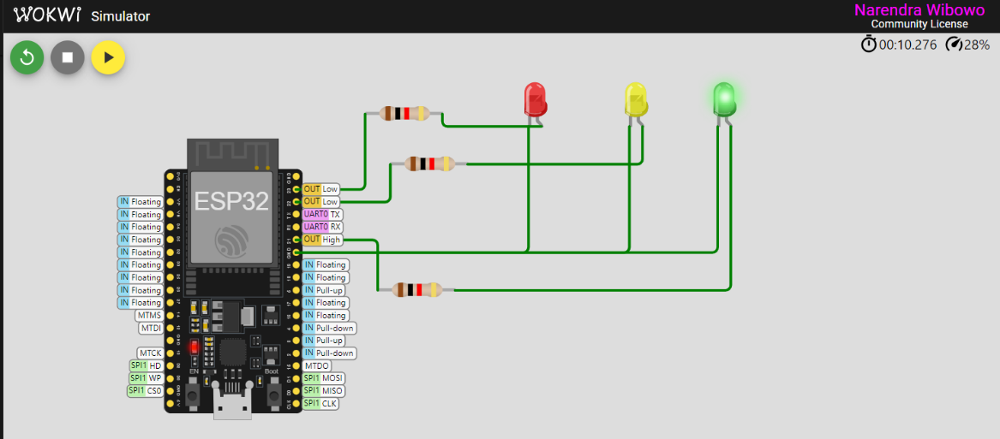 WOKWi Simulator
Narendra Wibowo
Community License
00:10.276 28%
ESP32
OUT Low
IN Floating OUT Low
IN Floating UART0 TX
IN Floating UART0 RX
IN Floating OUT High
IN Floating
IN Floating IN Floating
IN Floating IN Floating
IN Floating IN Pull-up
IN Floating IN Floating
MTMS IN Floating
MTDI IN Pull-down
IN Pull-up
MTCK IN Pull-down
SPI1 HD MTDO
EN Boot
SPI1 WP SPI1 MOSI
SPI1 CS0 SPI1 MISO
SPI1 CLK